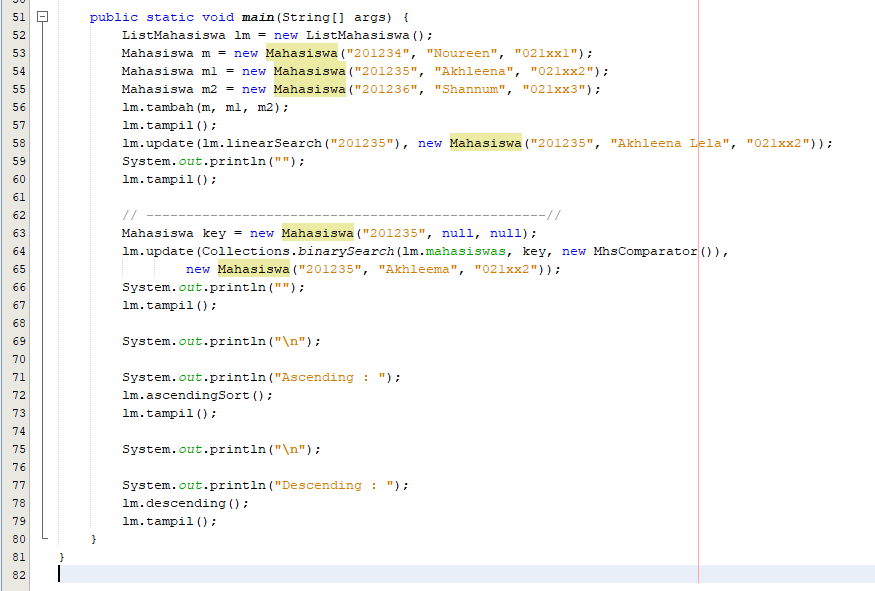 51 public static void main(String[] args) {
52 ListMahasiswa lm = new ListMahasiswa();
53 Mahasiswa m = new Mahasiswa("201234", "Noureen", "021xx1");
54 Mahasiswa m1 = new Mahasiswa("201235", "Akhleena", "021xx2");
55 Mahasiswa m2 = new Mahasiswa("201236", "Shannum", "021xx3");
56 lm.tambah(m, m1, m2);
57 lm.tampil();
58 lm.update(lm.linearSearch("201235"), new Mahasiswa("201235", "Akhleena Lela", "021xx2"));
59 System.out.println("");
60 lm.tampil();
61
62 // --------------------------------------------------//
63 Mahasiswa key = new Mahasiswa("201235", null, null);
64 lm.update(Collections.binarySearch(lm.mahasiswas, key, new MhsComparator()),
65 new Mahasiswa("201235", "Akhleema", "021xx2"));
66 System.out.println("");
67 lm.tampil();
68
69 System.out.println("\n");
70
71 System.out.println("Ascending : ");
72 lm.ascendingSort();
73 lm.tampil();
74
75 System.out.println("\n");
76
77 System.out.println("Descending : ");
78 lm.descending();
79 lm.tampil();
80 }
81 }
82